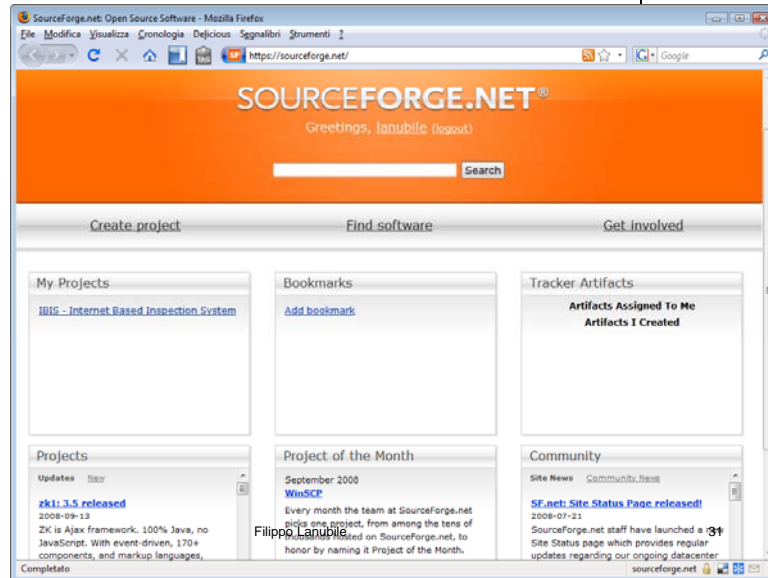 SourceForge.net: Open Source Software - Mozilla Firefox
File Modifica Visualizza Cronologia Delicious Segnalibri Strumenti ?
TAG SF https://sourceforge.net/ G Google
SOURCEFORGE.NET®
Greetings, lanubile (logout)
Search
Create project Find software Get involved
My Projects
IBIS - Internet Based Inspection System
Bookmarks
Add bookmark
Tracker Artifacts
Artifacts Assigned To Me
Artifacts I Created
Projects
Updates New
zk1: 3.5 released
2008-09-13
ZK is Ajax framework. 100% Java, no
JavaScript. With event-driven, 170+
components, and markup languages,
Project of the Month
September 2008
WinSCP
Every month the team at SourceForge.net
picks one project, from among the tens of
thousands hosted on SourceForge.net, to
honor by naming it Project of the Month.
Community
Site News Community News
SF.net: Site Status Page released!
2008-07-21
SourceForge.net staff have launched a new
Site Status page which provides regular
updates regarding our ongoing datacenter
Filippo Lanubile
31
Completato sourceforge.net